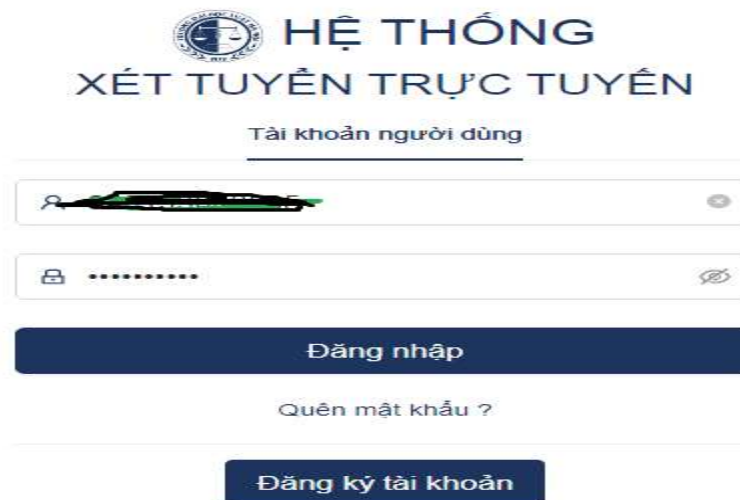 HỆ THỐNG
XÉT TUYỂN TRỰC TUYẾN
Tài khoản người dùng
••••••••••
Đăng nhập
Quên mật khẩu ?
Đăng ký tài khoản